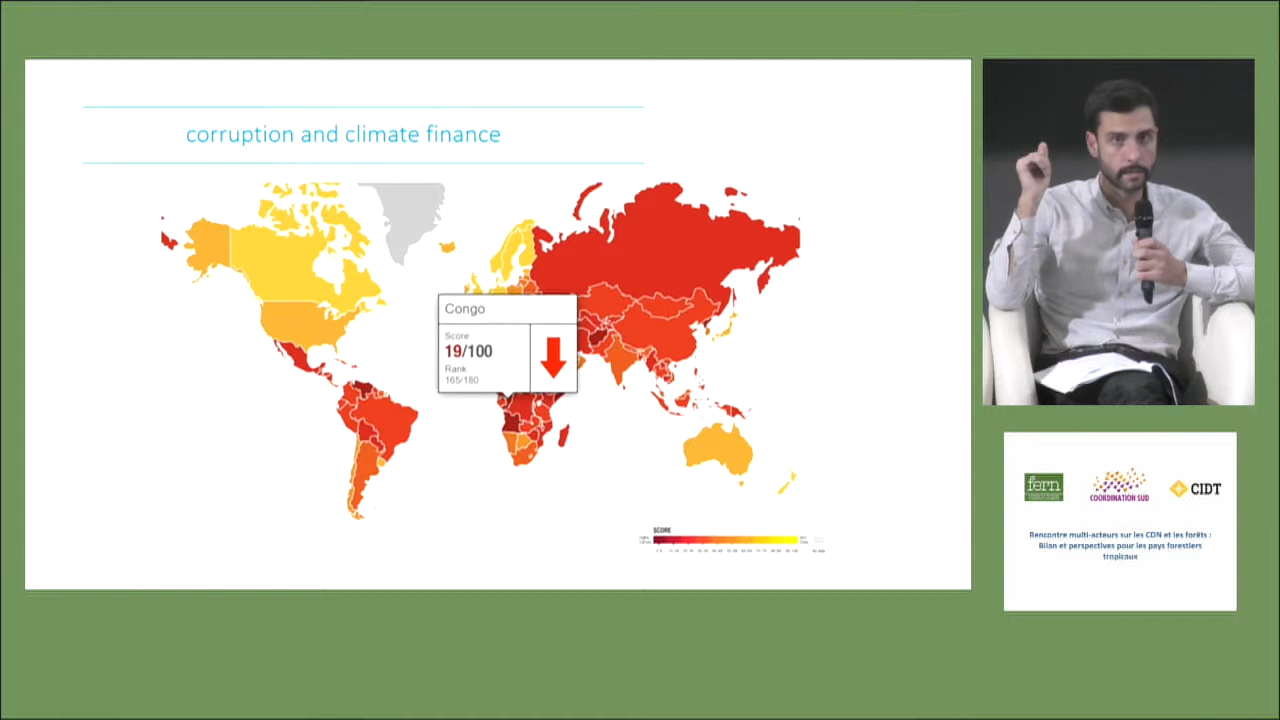 corruption and climate finance
Congo
Score
19/100
Rank
165/180
SCORE
fern
COORDINATION SUD
CIDT
Rencontre multi-acteurs sur les CDN et les forêts :
Bilan et perspectives pour les pays forestiers
tropicaux